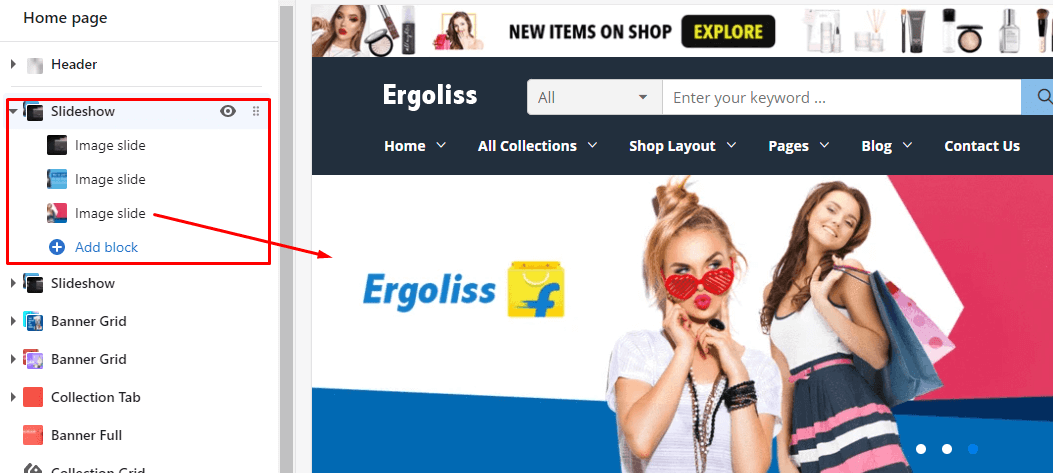 Home page
Header
Slideshow
Image slide
Image slide
Image slide
Add block
Slideshow
Banner Grid
Banner Grid
Collection Tab
Banner Full
Collection Grid
NEW ITEMS ON SHOP EXPLORE
Ergoliss
All
Enter your keyword ...
Home All Collections Shop Layout Pages Blog Contact Us
Ergoliss
f